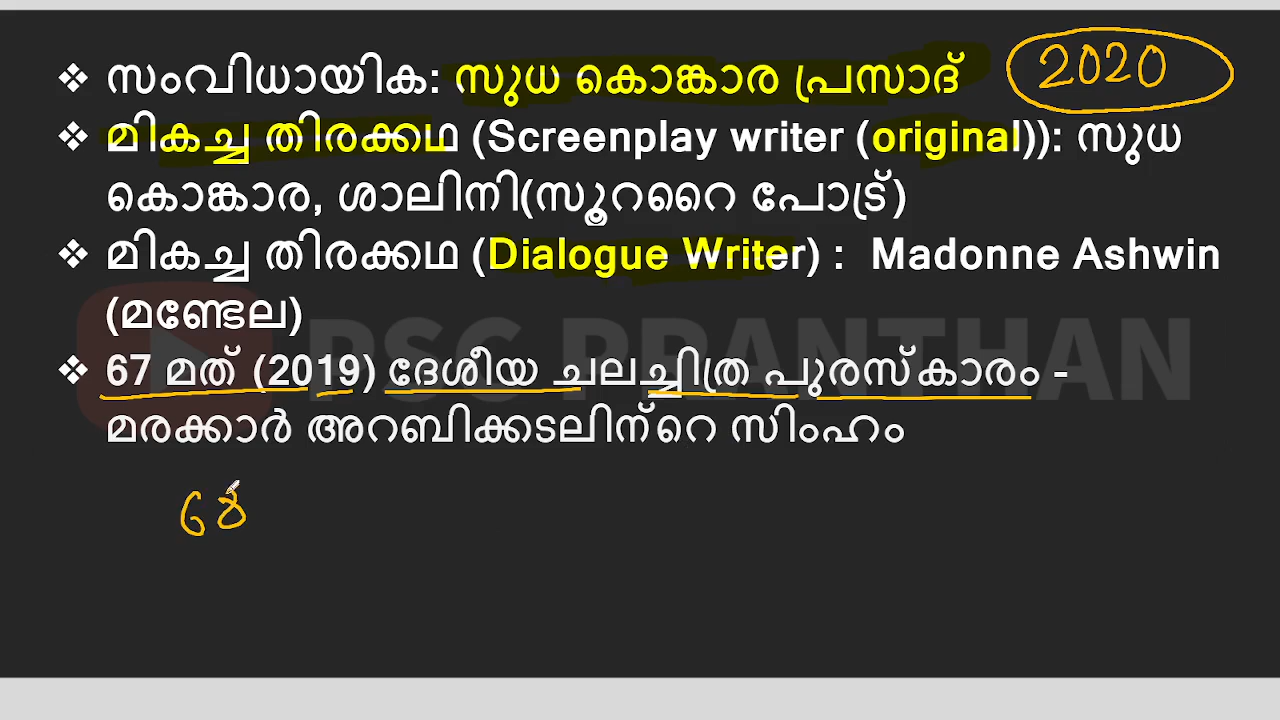 ❖ സംവിധായിക: സുധ കൊങ്കാര പ്രസാദ് 2020
❖ മികച്ച തിരക്കഥ (Screenplay writer (original)): സുധ
കൊങ്കാര, ശാലിനി(സൂററൈ പോട്ര്)
❖ മികച്ച തിരക്കഥ (Dialogue Writer) : Madonne Ashwin
(മണ്ടേല)
❖ 67 മത് (2019) ദേശീയ ചലച്ചിത്ര പുരസ്കാരം -
മരക്കാർ അറബിക്കടലിന്റെ സിംഹം
68
PSC PRANTHAN